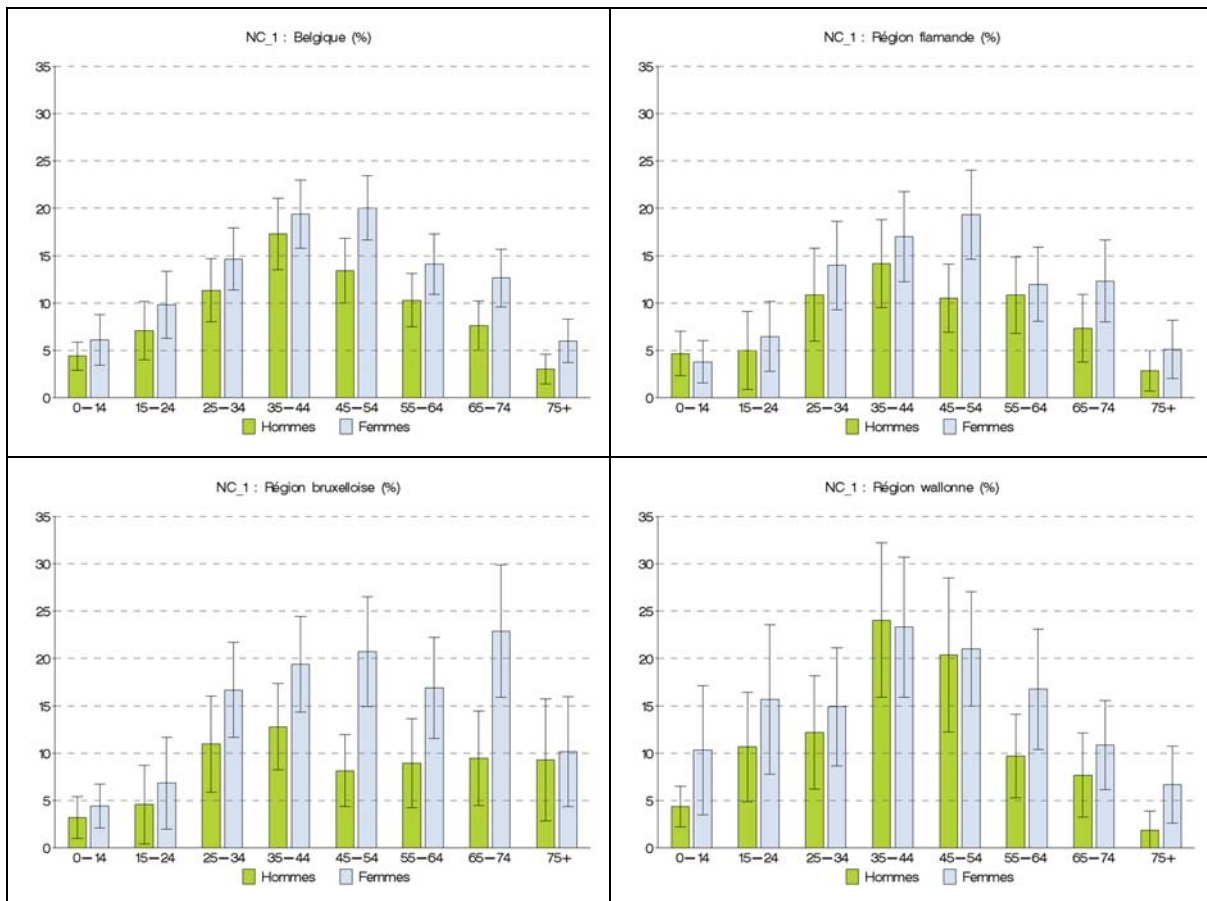 NC_1 : Belgique (%)
35
30
25
20
15
10
5
0
0-14 15-24 25-34 35-44 45-54 55-64 65-74 75+
Hommes Femmes
NC_1 : Région flamande (%)
35
30
25
20
15
10
5
0
0-14 15-24 25-34 35-44 45-54 55-64 65-74 75+
Hommes Femmes
NC_1 : Région bruxelloise (%)
35
30
25
20
15
10
5
0
0-14 15-24 25-34 35-44 45-54 55-64 65-74 75+
Hommes Femmes
NC_1 : Région wallonne (%)
35
30
25
20
15
10
5
0
0-14 15-24 25-34 35-44 45-54 55-64 65-74 75+
Hommes Femmes